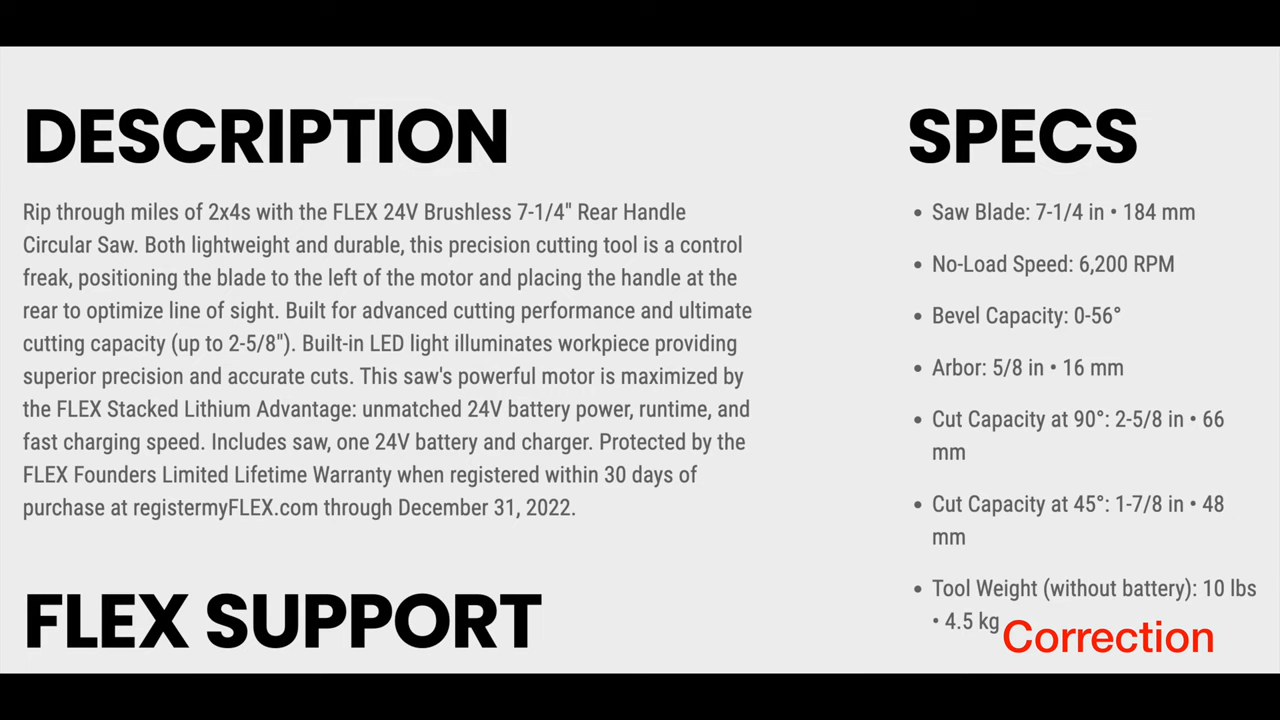 DESCRIPTION
Rip through miles of 2x4s with the FLEX 24V Brushless 7-1/4" Rear Handle
Circular Saw. Both lightweight and durable, this precision cutting tool is a control
freak, positioning the blade to the left of the motor and placing the handle at the
rear to optimize line of sight. Built for advanced cutting performance and ultimate
cutting capacity (up to 2-5/8"). Built-in LED light illuminates workpiece providing
superior precision and accurate cuts. This saw's powerful motor is maximized by
the FLEX Stacked Lithium Advantage: unmatched 24V battery power, runtime, and
fast charging speed. Includes saw, one 24V battery and charger. Protected by the
FLEX Founders Limited Lifetime Warranty when registered within 30 days of
purchase at registermyFLEX.com through December 31, 2022.
FLEX SUPPORT
SPECS
• Saw Blade: 7-1/4 in • 184 mm
• No-Load Speed: 6,200 RPM
• Bevel Capacity: 0-56°
• Arbor: 5/8 in • 16 mm
• Cut Capacity at 90°: 2-5/8 in • 66
mm
• Cut Capacity at 45°: 1-7/8 in • 48
mm
• Tool Weight (without battery): 10 lbs
• 4.5 kg
Correction